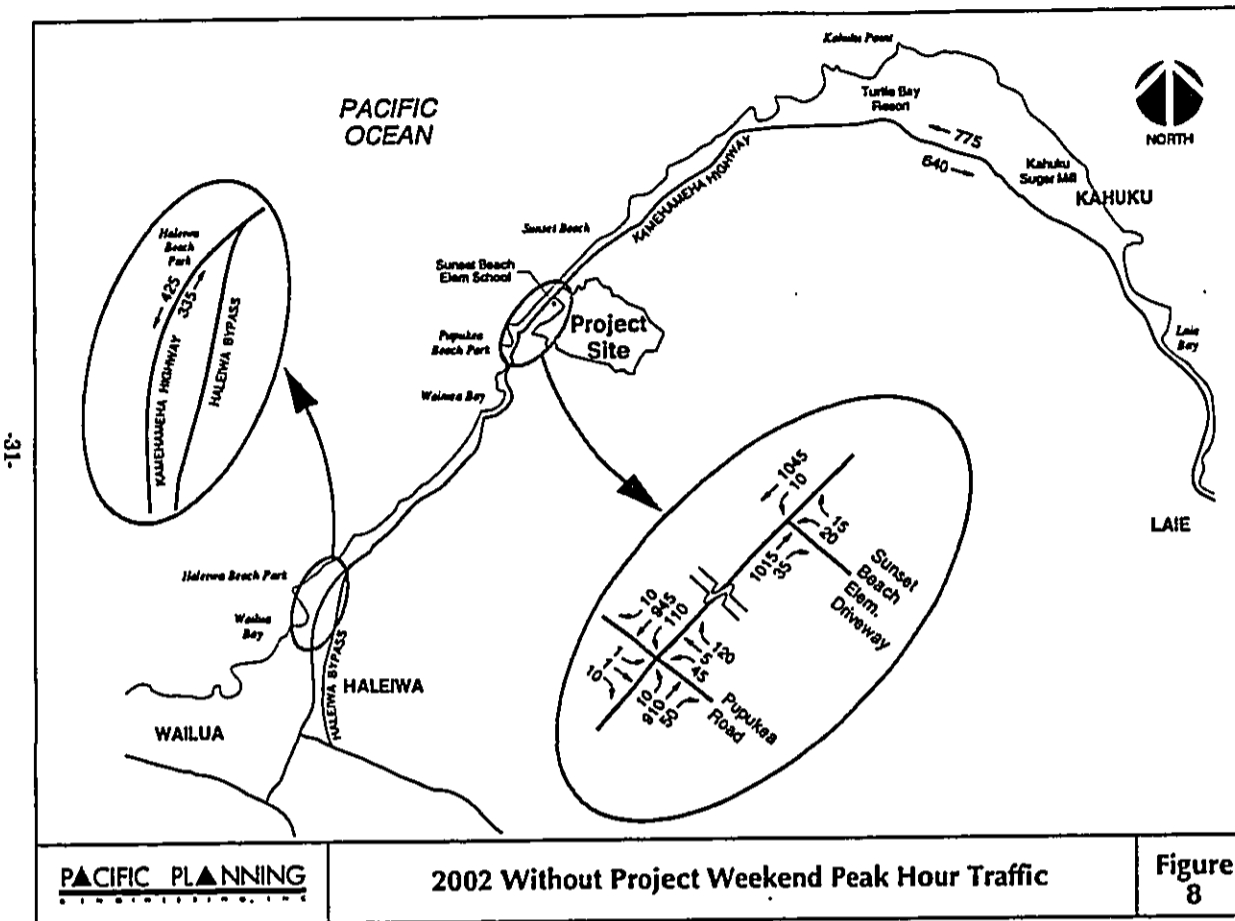 Kahuku Point
PACIFIC
OCEAN
Turtle Bay
Resort
NORTH
775
640
Kahuku
Sugar Mill
KAHUKU
KAMEHAMEHA HIGHWAY
Sunset Beach
Sunset Beach
Elem School
Haleiwa
Beach
Park
425
335
KAMEHAMEHA HIGHWAY
HALEIWA BYPASS
Project
Site
Pupukea
Beach Park
Waimea Bay
Laie
Bay
LAIE
-31-
1045
10
15
20
1015
35
Sunset
Beach
Elem.
Driveway
10
945
110
120
5
45
1
10
10
910
50
Pupukea
Road
Haleiwa Beach Park
Wailua
Bay
HALEIWA BYPASS
HALEIWA
WAILUA
PACIFIC PLANNING
2002 Without Project Weekend Peak Hour Traffic
Figure
8